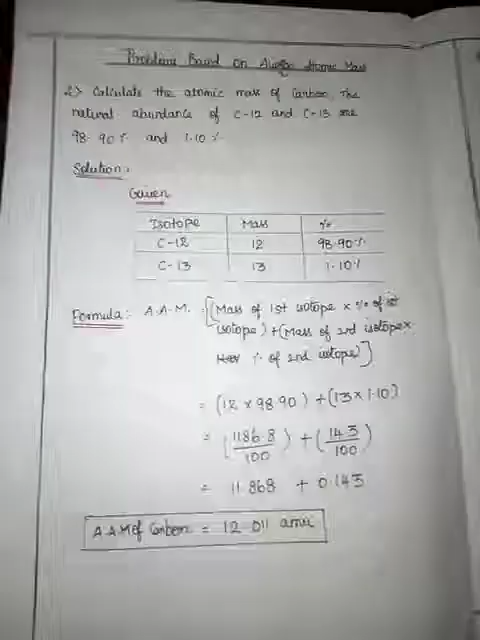 Problem Based on Average Atomic Mass
2) Calculate the atomic mass of Carbon. The
natural abundance of C-12 and C-13 are
98.90% and 1.10%
Solution:
Given
Isotope Mass %
C-12 12 98.90%
C-13 13 1.10%
Formula: A.A.M. = [(Mass of 1st isotope x % of 1st
isotope) + (Mass of 2nd isotope x
% of 2nd isotope)]
= (12 x 98.90) + (13 x 1.10)
= (1186.8/100) + (14.3/100)
= 11.868 + 0.143
A.A.M of Carbon = 12.011 amu